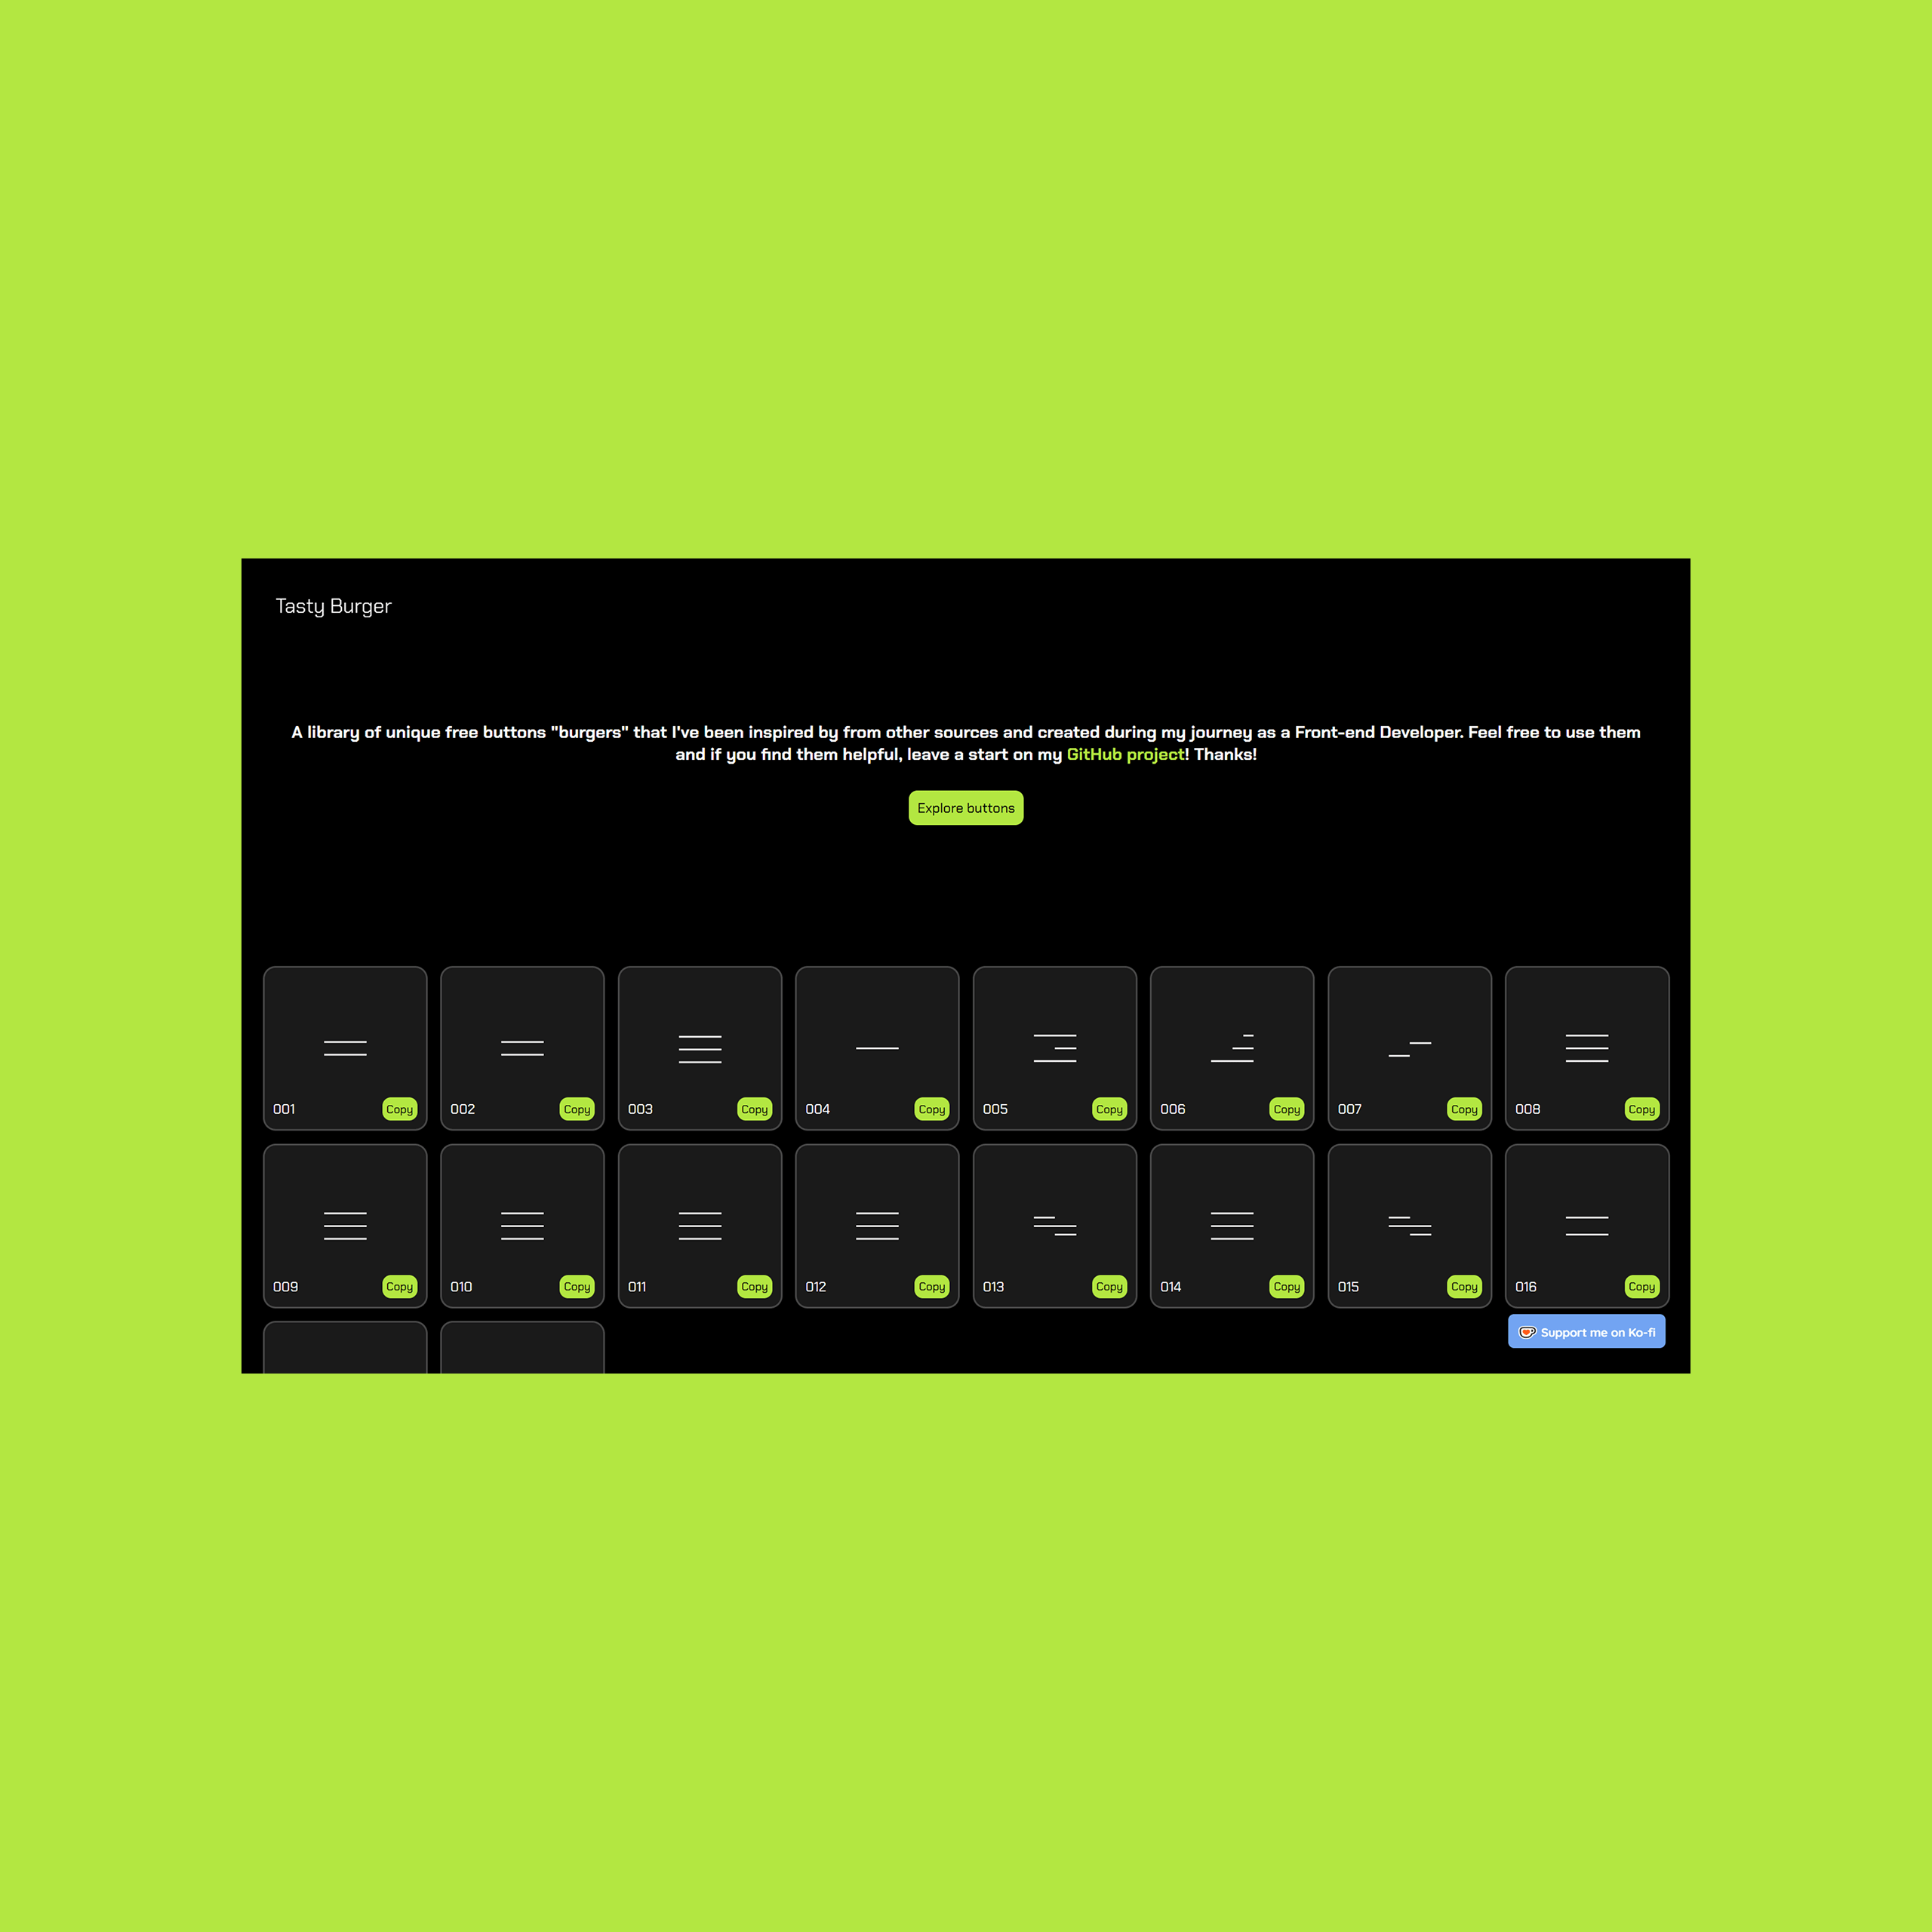 Tasty Burger
A library of unique free buttons "burgers" that I've been inspired by from other sources and created during my journey as a Front-end Developer. Feel free to use them
and if you find them helpful, leave a start on my GitHub project! Thanks!
Explore buttons
001 Copy 002 Copy 003 Copy 004 Copy 005 Copy 006 Copy 007 Copy 008 Copy
009 Copy 010 Copy 011 Copy 012 Copy 013 Copy 014 Copy 015 Copy 016 Copy
Support me on Ko-fi